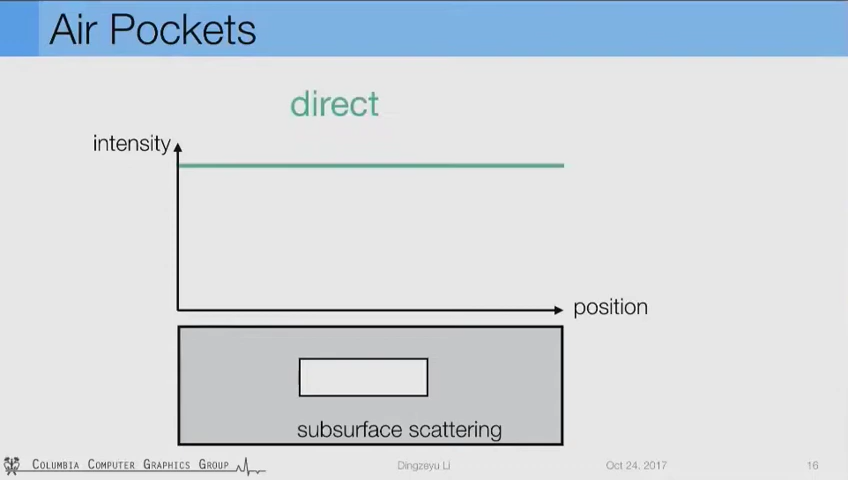 Air Pockets
direct
intensity
position
subsurface scattering
COLUMBIA COMPUTER GRAPHICS GROUP
Dingzeyu Li
Oct 24, 2017
16